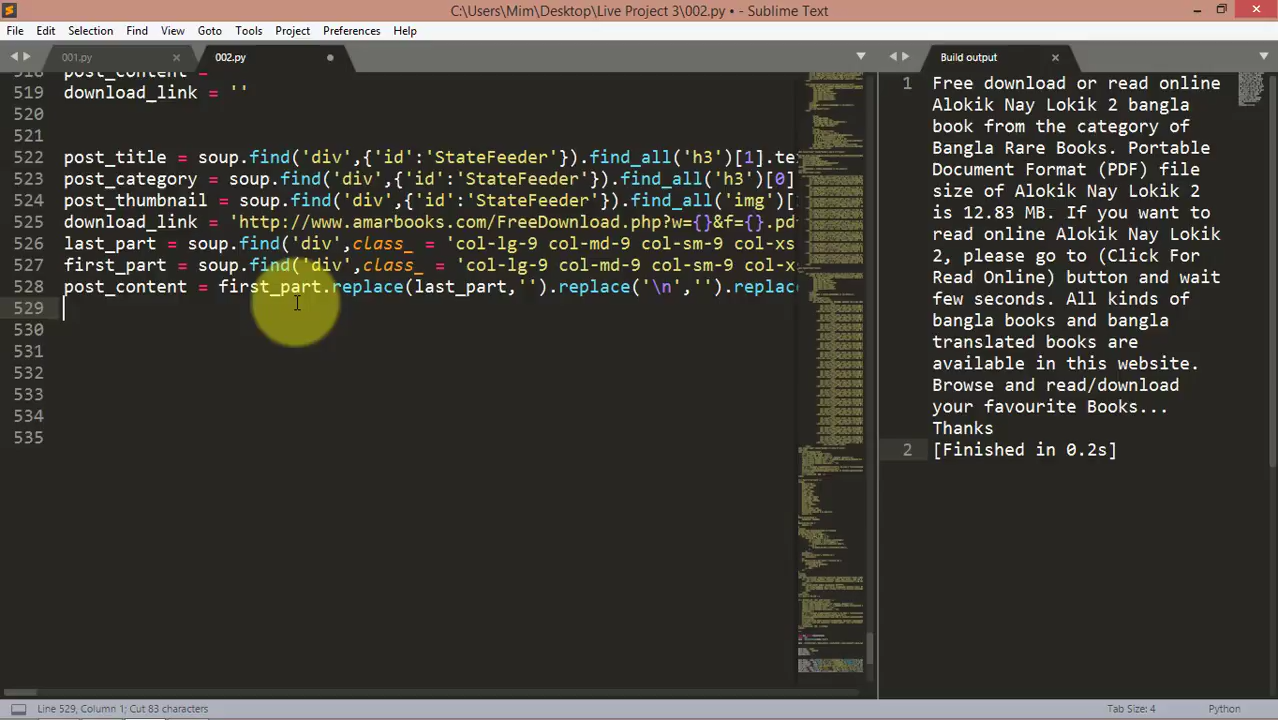 C:\Users\Mim\Desktop\Live Project 3\002.py • - Sublime Text
File Edit Selection Find View Goto Tools Project Preferences Help
001.py 002.py Build output
518 post_content =
519 download_link = ''
520
521
522 post_title = soup.find('div',{'id':'StateFeeder'}).find_all('h3')[1].te
523 post_category = soup.find('div',{'id':'StateFeeder'}).find_all('h3')[0]
524 post_thumbnail = soup.find('div',{'id':'StateFeeder'}).find_all('img')[
525 download_link = 'http://www.amarbooks.com/FreeDownload.php?w={}&f={}.pd
526 last_part = soup.find('div',class_ = 'col-lg-9 col-md-9 col-sm-9 col-xs
527 first_part = soup.find('div',class_ = 'col-lg-9 col-md-9 col-sm-9 col-x
528 post_content = first_part.replace(last_part,'').replace('\n','').replac
529
530
531
532
533
534
535
1 Free download or read online
Alokik Nay Lokik 2 bangla
book from the category of
Bangla Rare Books. Portable
Document Format (PDF) file
size of Alokik Nay Lokik 2
is 12.83 MB. If you want to
read online Alokik Nay Lokik
2, please go to (Click For
Read Online) button and wait
few seconds. All kinds of
bangla books and bangla
translated books are
available in this website.
Browse and read/download
your favourite Books...
Thanks
2 [Finished in 0.2s]
Line 529, Column 1; Cut 83 characters
Tab Size: 4 Python